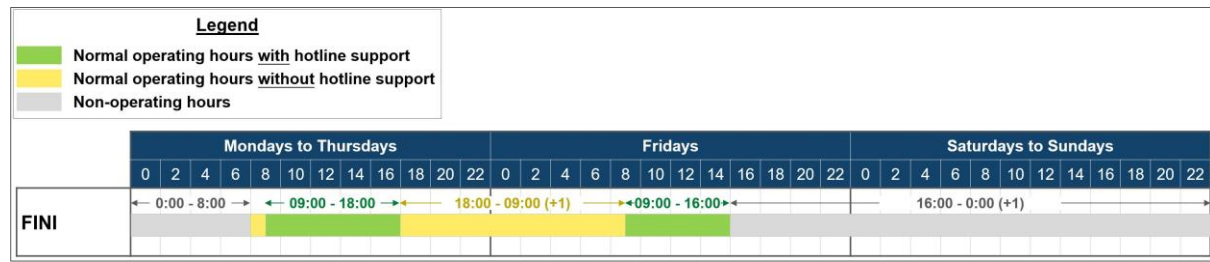 Legend
Normal operating hours with hotline support
Normal operating hours without hotline support
Non-operating hours
Mondays to Thursdays Fridays Saturdays to Sundays
0 2 4 6 8 10 12 14 16 18 20 22 0 2 4 6 8 10 12 14 16 18 20 22 0 2 4 6 8 10 12 14 16 18 20 22
0:00 - 8:00 09:00 - 18:00 18:00 - 09:00 (+1) 09:00 - 16:00 16:00 - 0:00 (+1)
FINI